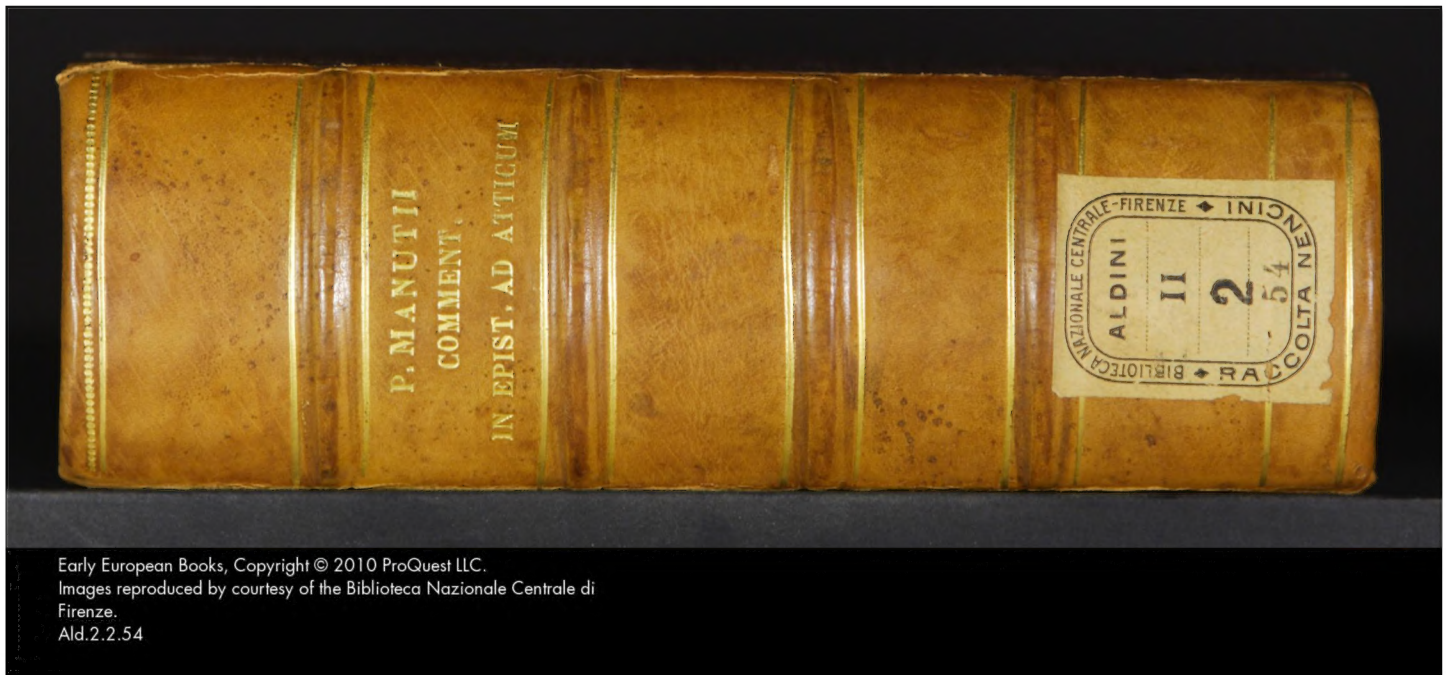 P. MANUTII
COMMENT.
IN EPIST. AD ATTICUM
BIBLIOTECA NAZIONALE CENTRALE-FIRENZE ◆ RACCOLTA NENCINI
ALDINI
II
2
54
Early European Books, Copyright © 2010 ProQuest LLC.
Images reproduced by courtesy of the Biblioteca Nazionale Centrale di
Firenze.
Ald.2.2.54